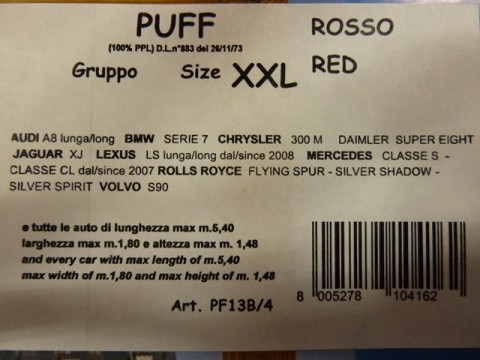 PUFF ROSSO
(100% PPL) D.L.n°883 del 26/11/73
Gruppo Size XXL RED
AUDI A8 lunga/long BMW SERIE 7 CHRYSLER 300 M DAIMLER SUPER EIGHT
JAGUAR XJ LEXUS LS lunga/long dal/since 2008 MERCEDES CLASSE S -
CLASSE CL dal/since 2007 ROLLS ROYCE FLYING SPUR - SILVER SHADOW -
SILVER SPIRIT VOLVO S90
e tutte le auto di lunghezza max m.5,40
larghezza max m.1,80 e altezza max m. 1,48
and every car with max length of m.5,40
max width of m.1,80 and max height of m. 1,48
Art. PF13B/4
8 005278 104162